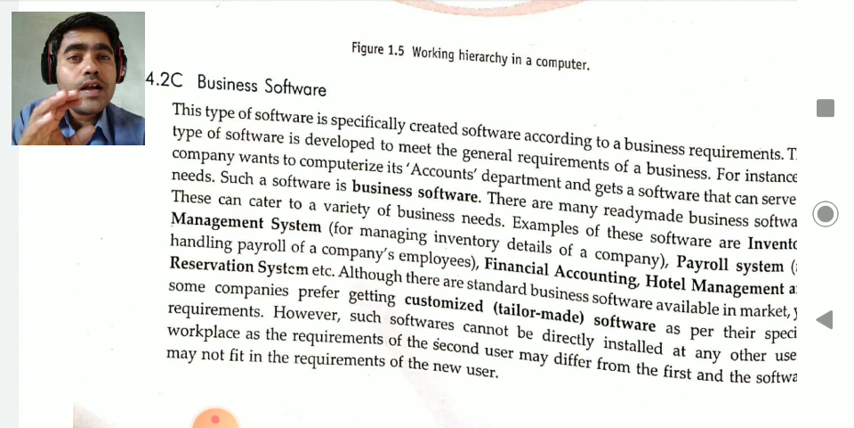 Figure 1.5 Working hierarchy in a computer.
4.2C Business Software
This type of software is specifically created software according to a business requirements. T
type of software is developed to meet the general requirements of a business. For instance
company wants to computerize its 'Accounts' department and gets a software that can serve
needs. Such a software is business software. There are many readymade business softwa
These can cater to a variety of business needs. Examples of these software are Invento
Management System (for managing inventory details of a company), Payroll system (
handling payroll of a company's employees), Financial Accounting, Hotel Management a
Reservation System etc. Although there are standard business software available in market, y
some companies prefer getting customized (tailor-made) software as per their speci
requirements. However, such softwares cannot be directly installed at any other use
workplace as the requirements of the second user may differ from the first and the softwa
may not fit in the requirements of the new user.